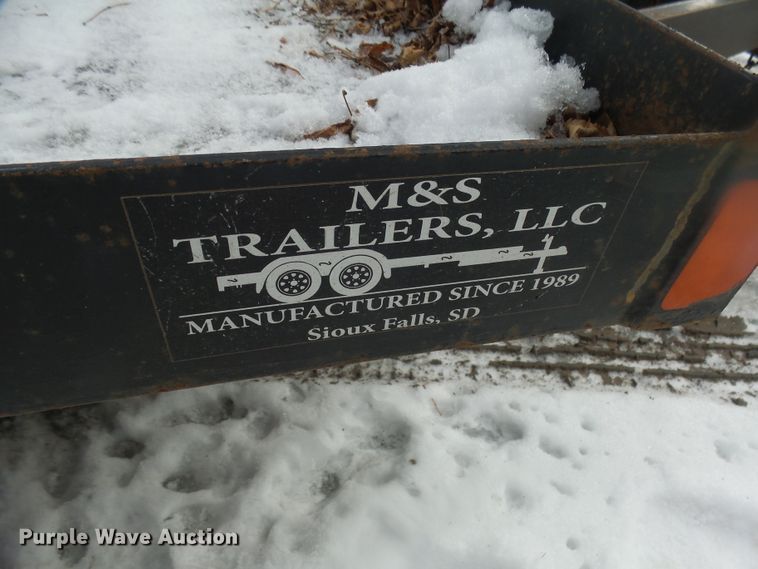 M&S
TRAILERS, LLC
MANUFACTURED SINCE 1989
Sioux Falls, SD
Purple Wave Auction